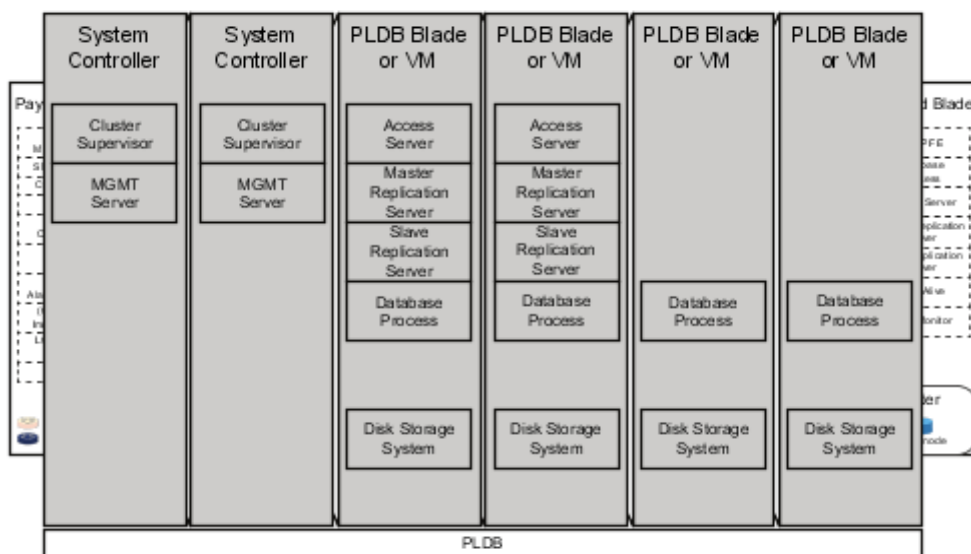 System
Controller
Cluster
Supervisor
MGMT
Server
System
Controller
Cluster
Supervisor
MGMT
Server
PLDB Blade
or VM
Access
Server
Master
Replication
Server
Slave
Replication
Server
Database
Process
Disk Storage
System
PLDB Blade
or VM
Access
Server
Master
Replication
Server
Slave
Replication
Server
Database
Process
Disk Storage
System
PLDB Blade
or VM
Database
Process
Disk Storage
System
PLDB Blade
or VM
Database
Process
Disk Storage
System
Blade
Server
PLDB